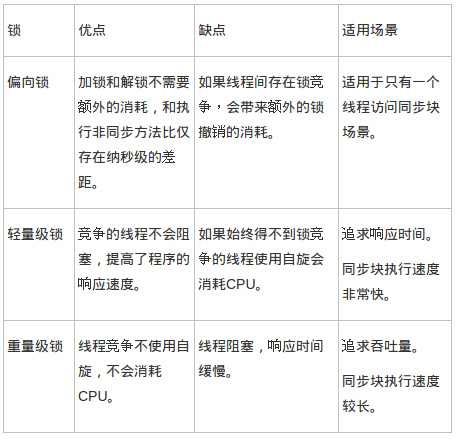 锁 优点 缺点 适用场景
偏向锁
加锁和解锁不需要
额外的消耗，和执
行非同步方法比仅
存在纳秒级的差
距。
如果线程间存在锁竞
争，会带来额外的锁
撤销的消耗。
适用于只有一个
线程访问同步块
场景。
轻量级锁
竞争的线程不会阻
塞，提高了程序的
响应速度。
如果始终得不到锁竞
争的线程使用自旋会
消耗CPU。
追求响应时间。
同步块执行速度
非常快。
重量级锁
线程竞争不使用自
旋，不会消耗
CPU。
线程阻塞，响应时间
缓慢。
追求吞吐量。
同步块执行速度
较长。